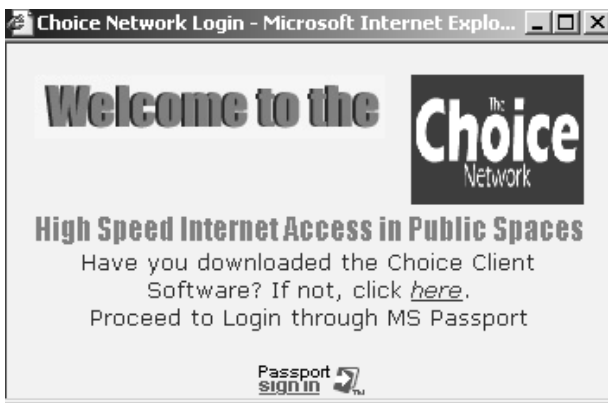 Choice Network Login - Microsoft Internet Explo...
Welcome to the
The
Choice
Network
High Speed Internet Access in Public Spaces
Have you downloaded the Choice Client
Software? If not, click here.
Proceed to Login through MS Passport
Passport
sign in TM